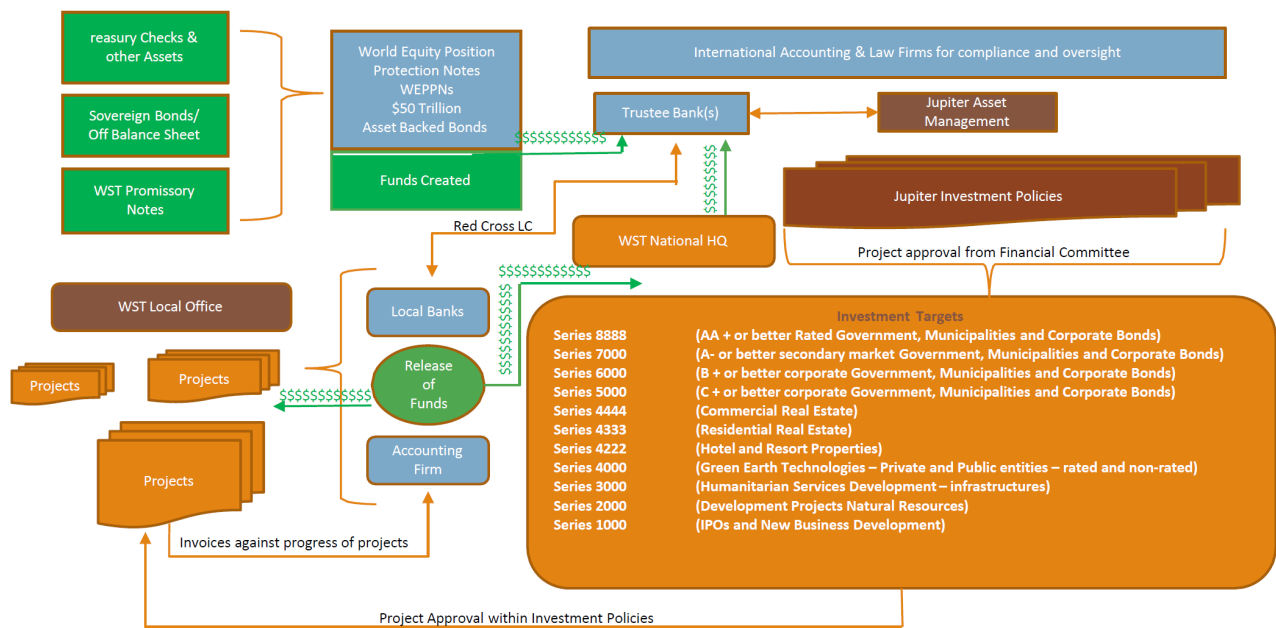 reasury Checks &
other Assets
Sovereign Bonds/
Off Balance Sheet
WST Promissory
Notes
World Equity Position
Protection Notes
WEPPNs
$50 Trillion
Asset Backed Bonds
Funds Created
$$$$$$$$$$$$
International Accounting & Law Firms for compliance and oversight
Trustee Bank(s)
Jupiter Asset
Management
$$$$$$$$$
Jupiter Investment Policies
Red Cross LC
WST National HQ
Project approval from Financial Committee
$$$$$$$$$$$$
WST Local Office
Local Banks
$$$$$$$$$$$$
Projects
Projects
Release
of
Funds
$$$$$$$$$$$$
Projects
Accounting
Firm
Invoices against progress of projects
Investment Targets
Series 8888 (AA + or better Rated Government, Municipalities and Corporate Bonds)
Series 7000 (A- or better secondary market Government, Municipalities and Corporate Bonds)
Series 6000 (B + or better corporate Government, Municipalities and Corporate Bonds)
Series 5000 (C + or better corporate Government, Municipalities and Corporate Bonds)
Series 4444 (Commercial Real Estate)
Series 4333 (Residential Real Estate)
Series 4222 (Hotel and Resort Properties)
Series 4000 (Green Earth Technologies – Private and Public entities – rated and non-rated)
Series 3000 (Humanitarian Services Development – infrastructures)
Series 2000 (Development Projects Natural Resources)
Series 1000 (IPOs and New Business Development)
Project Approval within Investment Policies